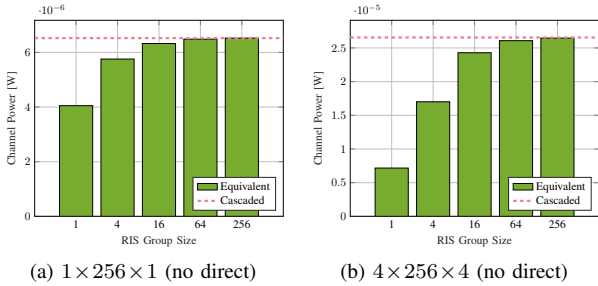 ·10⁻⁶
Channel Power [W]
6
4
2
0
1 4 16 64 256
RIS Group Size
Equivalent
Cascaded
(a) 1×256×1 (no direct)
·10⁻⁵
Channel Power [W]
2.5
2
1.5
1
0.5
0
1 4 16 64 256
RIS Group Size
Equivalent
Cascaded
(b) 4×256×4 (no direct)